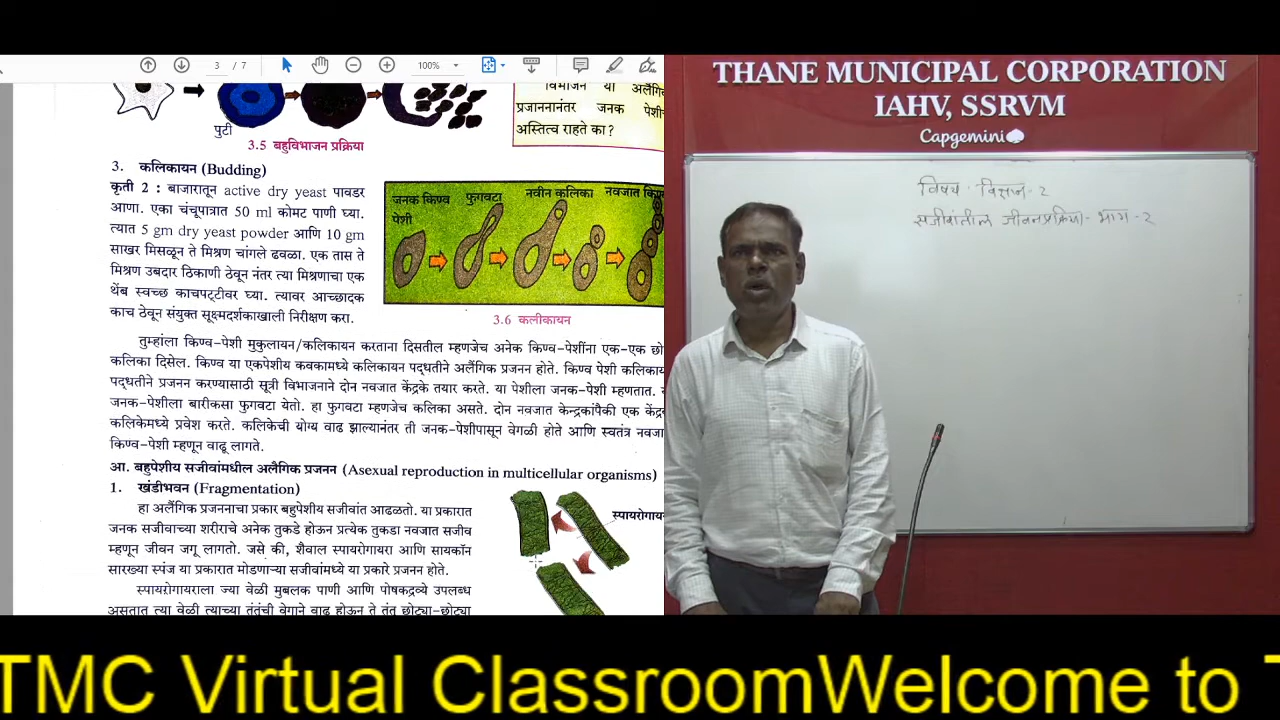 3 / 7
100%
पुटी
3.5 बहुविभाजन प्रक्रिया
विभाजन या अलैंगि
प्रजाननानंतर जनक पेशीच
अस्तित्व राहते का?
3. कलिकायन (Budding)
कृती 2 : बाजारातून active dry yeast पावडर
आणा. एका चंचूपात्रात 50 ml कोमट पाणी घ्या.
त्यात 5 gm dry yeast powder आणि 10 gm
साखर मिसळून ते मिश्रण चांगले ढवळा. एक तास ते
मिश्रण उबदार ठिकाणी ठेवून नंतर त्या मिश्रणाचा एक
थेंब स्वच्छ काचपट्टीवर घ्या. त्यावर आच्छादक
काच ठेवून संयुक्त सूक्ष्मदर्शकाखाली निरीक्षण करा.
जनक किण्व पेशी
फुगवटा
नवीन कलिका
नवजात किण्व
3.6 कलीकायन
तुम्हांला किण्व-पेशी मुकुलायन/कलिकायन करताना दिसतील म्हणजेच अनेक किण्व-पेशींना एक-एक छो
कलिका दिसेल. किण्व या एकपेशीय कवकामध्ये कलिकायन पद्धतीने अलैंगिक प्रजनन होते. किण्व पेशी कलिकाय
पद्धतीने प्रजनन करण्यासाठी सूत्री विभाजनाने दोन नवजात केंद्रके तयार करते. या पेशीला जनक-पेशी म्हणतात.
जनक-पेशीला बारीकसा फुगवटा येतो. हा फुगवटा म्हणजेच कलिका असते. दोन नवजात केन्द्रकांपैकी एक केंद्रक
कलिकेमध्ये प्रवेश करते. कलिकेची योग्य वाढ झाल्यानंतर ती जनक-पेशीपासून वेगळी होते आणि स्वतंत्र नवजा
किण्व-पेशी म्हणून वाढू लागते.
आ. बहुपेशीय सजीवांमधील अलैंगिक प्रजनन (Asexual reproduction in multicellular organisms)
1. खंडीभवन (Fragmentation)
हा अलैंगिक प्रजननाचा प्रकार बहुपेशीय सजीवांत आढळतो. या प्रकारात
जनक सजीवाच्या शरीराचे अनेक तुकडे होऊन प्रत्येक तुकडा नवजात सजीव
म्हणून जीवन जगू लागतो. जसे की, शैवाल स्पायरोगायरा आणि सायकॉन
सारख्या स्पंज या प्रकारात मोडणाऱ्या सजीवांमध्ये या प्रकारे प्रजनन होते.
स्पायरोगायराला ज्या वेळी मुबलक पाणी आणि पोषकद्रव्ये उपलब्ध
असतात त्या वेळी त्याच्या तंतूंची वेगाने वाढ होऊन ते तंतू छोट्या-छोट्या
स्पायरोगायर
THANE MUNICIPAL CORPORATION
IAHV, SSRVM
Capgemini
विषय - विज्ञान - २
सजीवांतील जीवनप्रक्रिया - भाग - २
TMC Virtual ClassroomWelcome to T